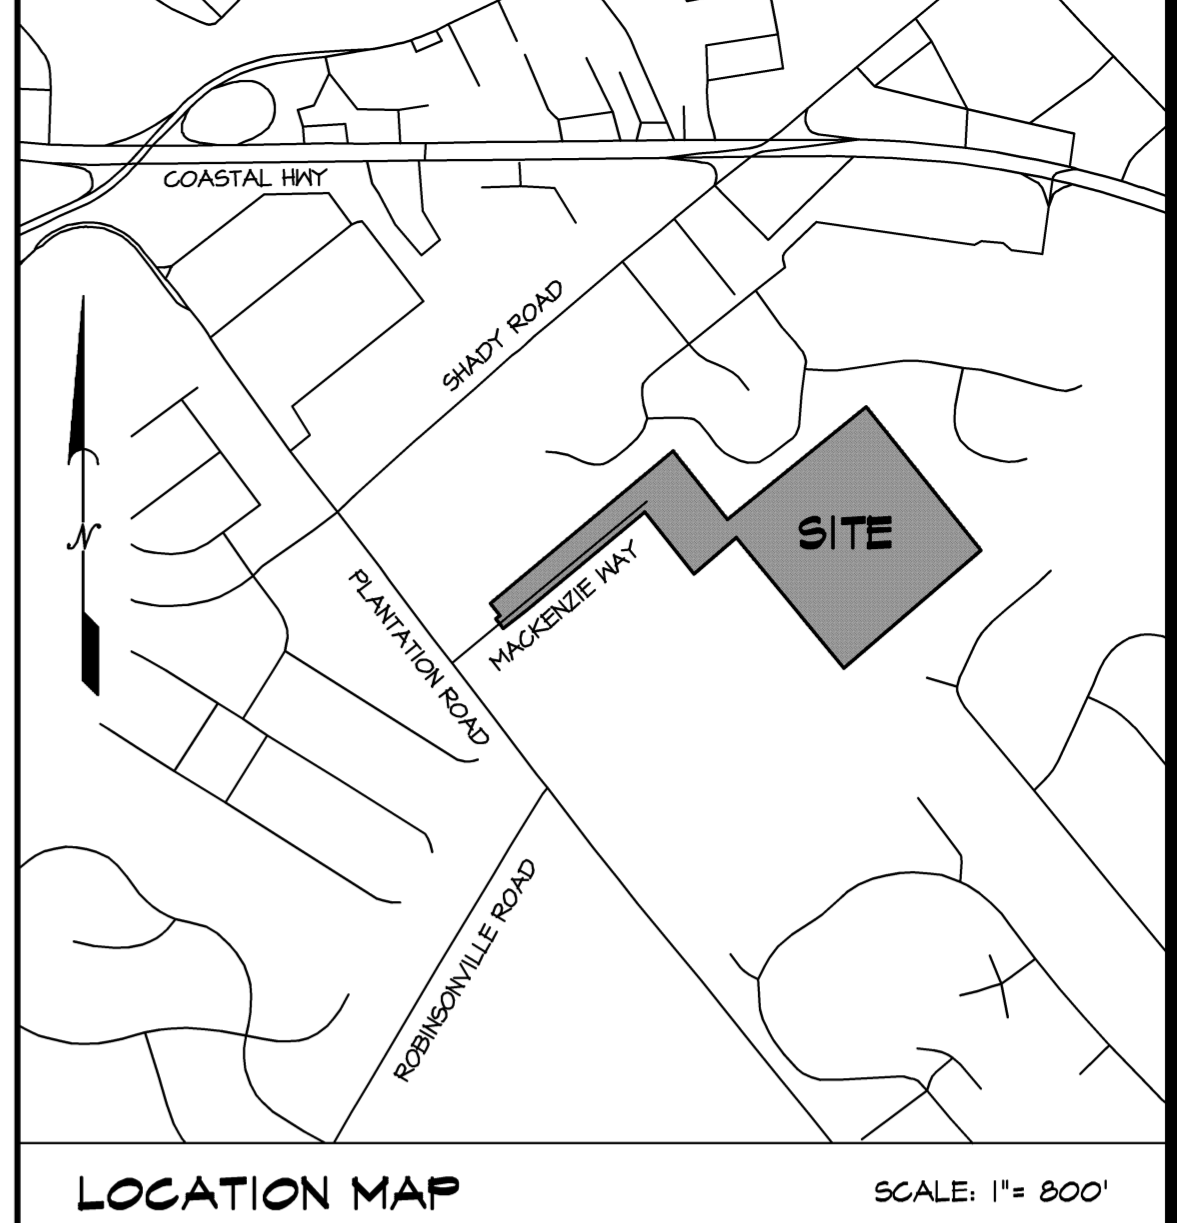 COASTAL HWY
SHADY ROAD
N
SITE
MACKENZIE WAY
PLANTATION ROAD
ROBINSONVILLE ROAD
LOCATION MAP
SCALE: 1"= 800'